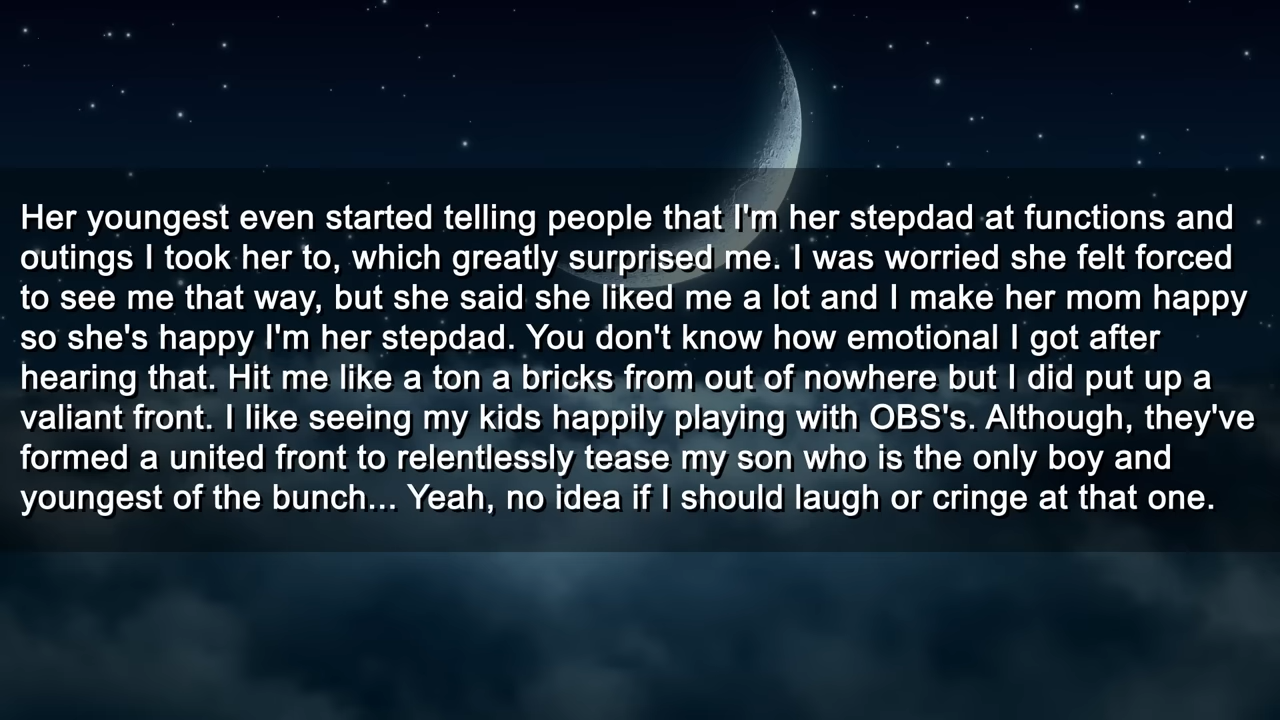 Her youngest even started telling people that I'm her stepdad at functions and
outings I took her to, which greatly surprised me. I was worried she felt forced
to see me that way, but she said she liked me a lot and I make her mom happy
so she's happy I'm her stepdad. You don't know how emotional I got after
hearing that. Hit me like a ton a bricks from out of nowhere but I did put up a
valiant front. I like seeing my kids happily playing with OBS's. Although, they've
formed a united front to relentlessly tease my son who is the only boy and
youngest of the bunch... Yeah, no idea if I should laugh or cringe at that one.